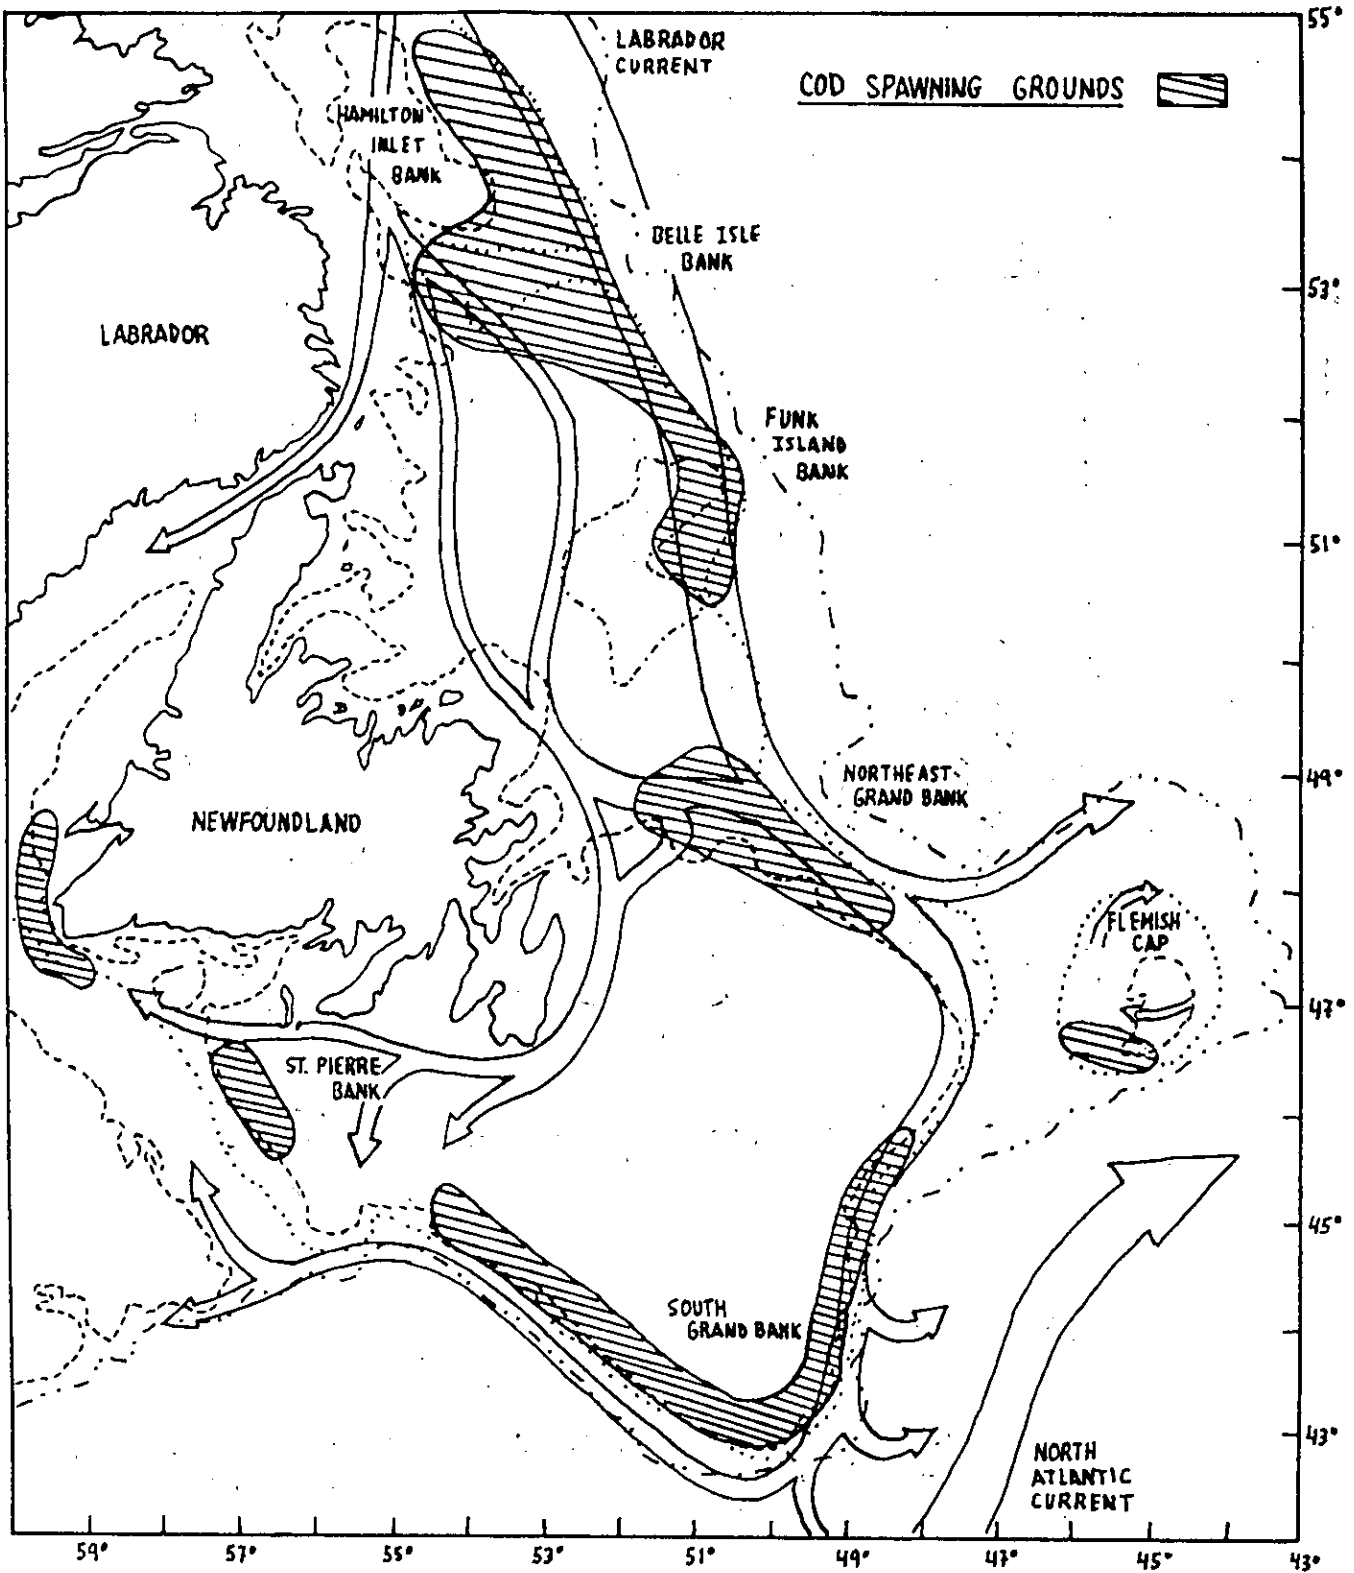 55°
LABRADOR
CURRENT
COD SPAWNING GROUNDS
HAMILTON
INLET
BANK
BELLE ISLE
BANK
53°
LABRADOR
FUNK
ISLAND
BANK
51°
NORTHEAST
GRAND BANK
49°
NEWFOUNDLAND
FLEMISH
CAP
47°
ST. PIERRE
BANK
45°
SOUTH
GRAND BANK
43°
NORTH
ATLANTIC
CURRENT
59° 57° 55° 53° 51° 49° 47° 45° 43°